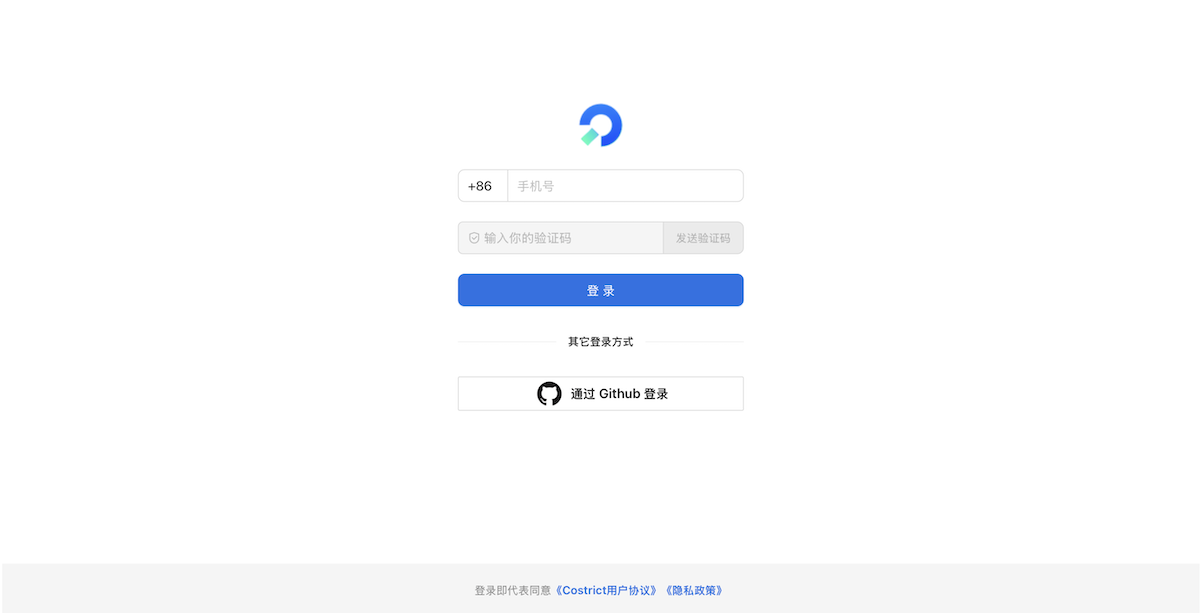 +86 手机号
输入你的验证码 发送验证码
登 录
其它登录方式
通过 Github 登录
登录即代表同意《Costrict用户协议》《隐私政策》